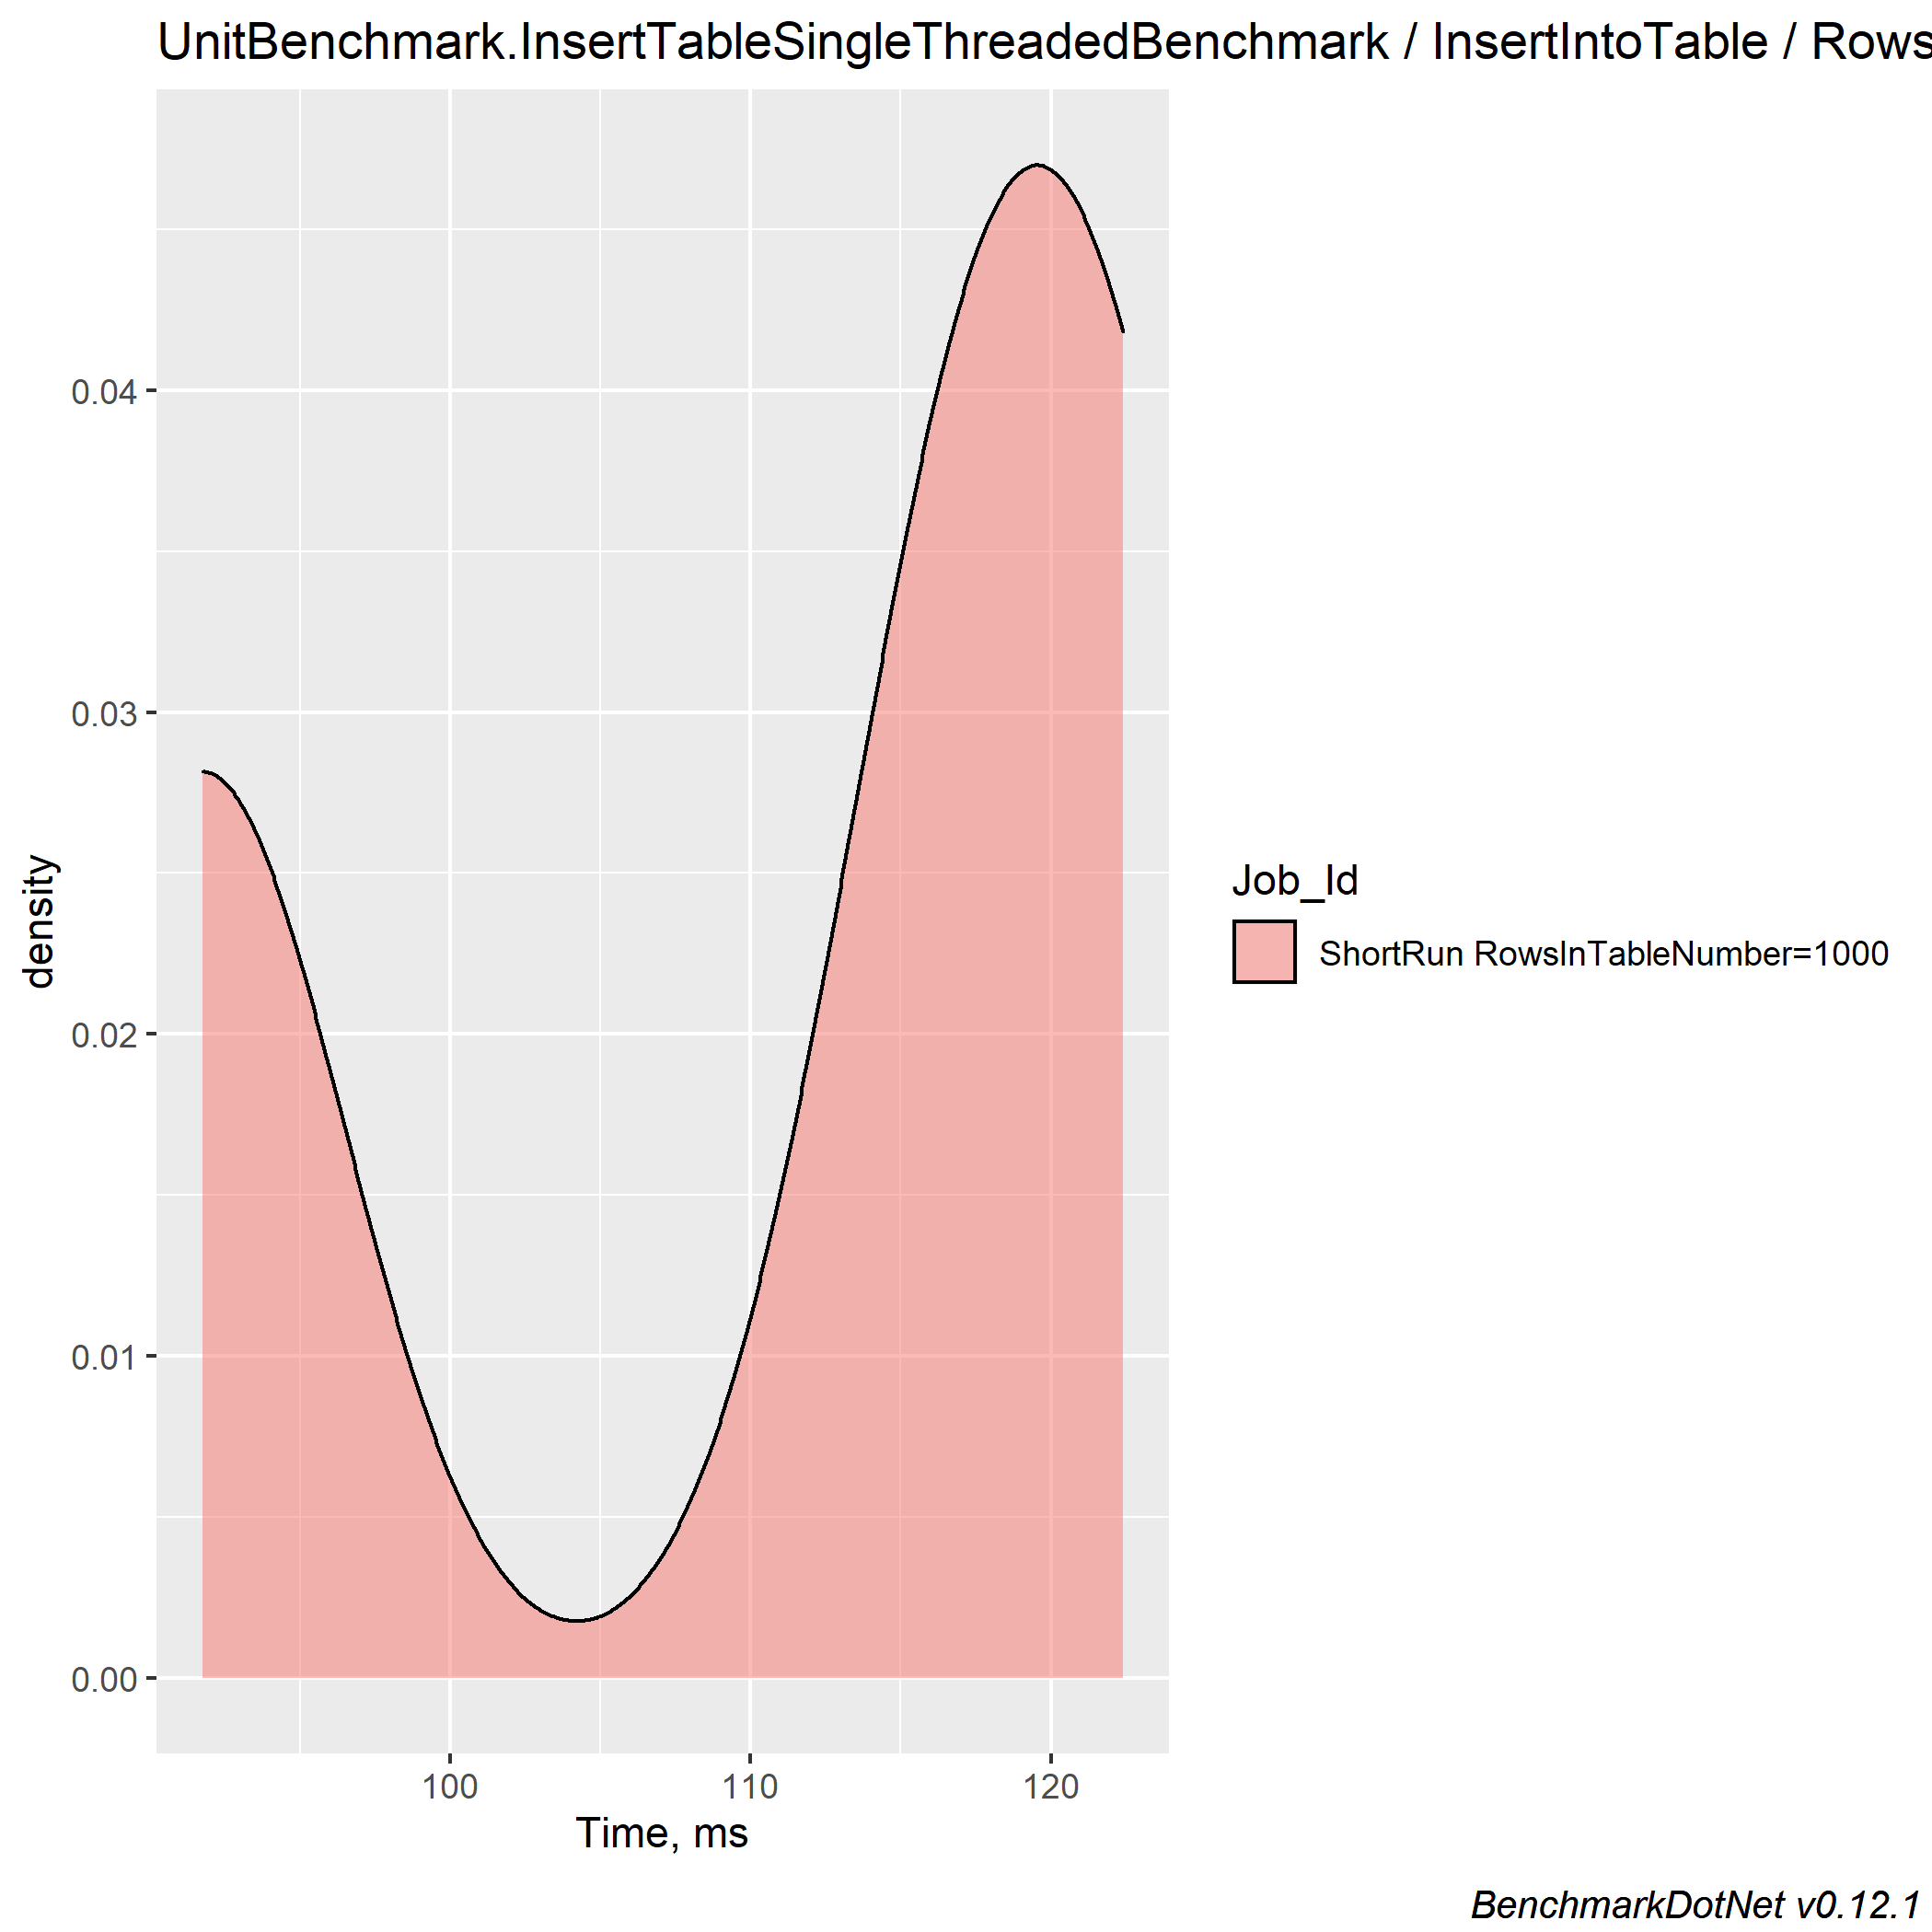 UnitBenchmark.InsertTableSingleThreadedBenchmark / InsertIntoTable / Rows
0.04
0.03
0.02
0.01
0.00
density
100 110 120
Time, ms
Job_Id
ShortRun RowsInTableNumber=1000
BenchmarkDotNet v0.12.1